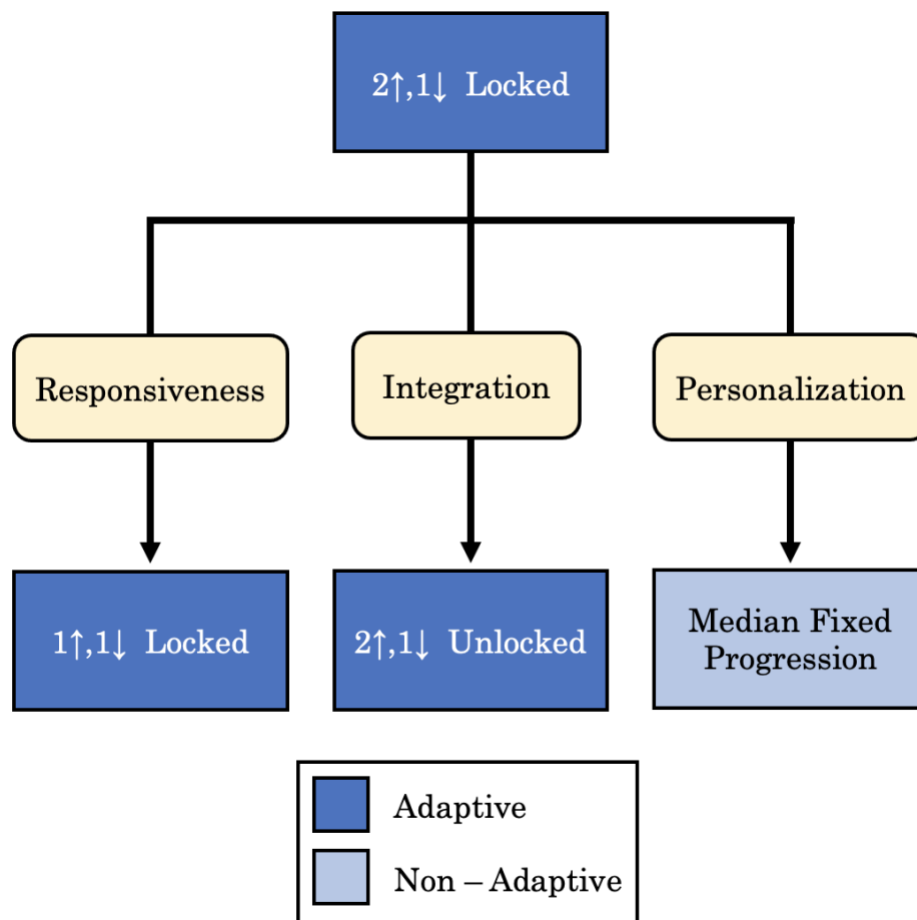 2↑,1↓ Locked
Responsiveness
Integration
Personalization
1↑,1↓ Locked
2↑,1↓ Unlocked
Median Fixed
Progression
Adaptive
Non – Adaptive